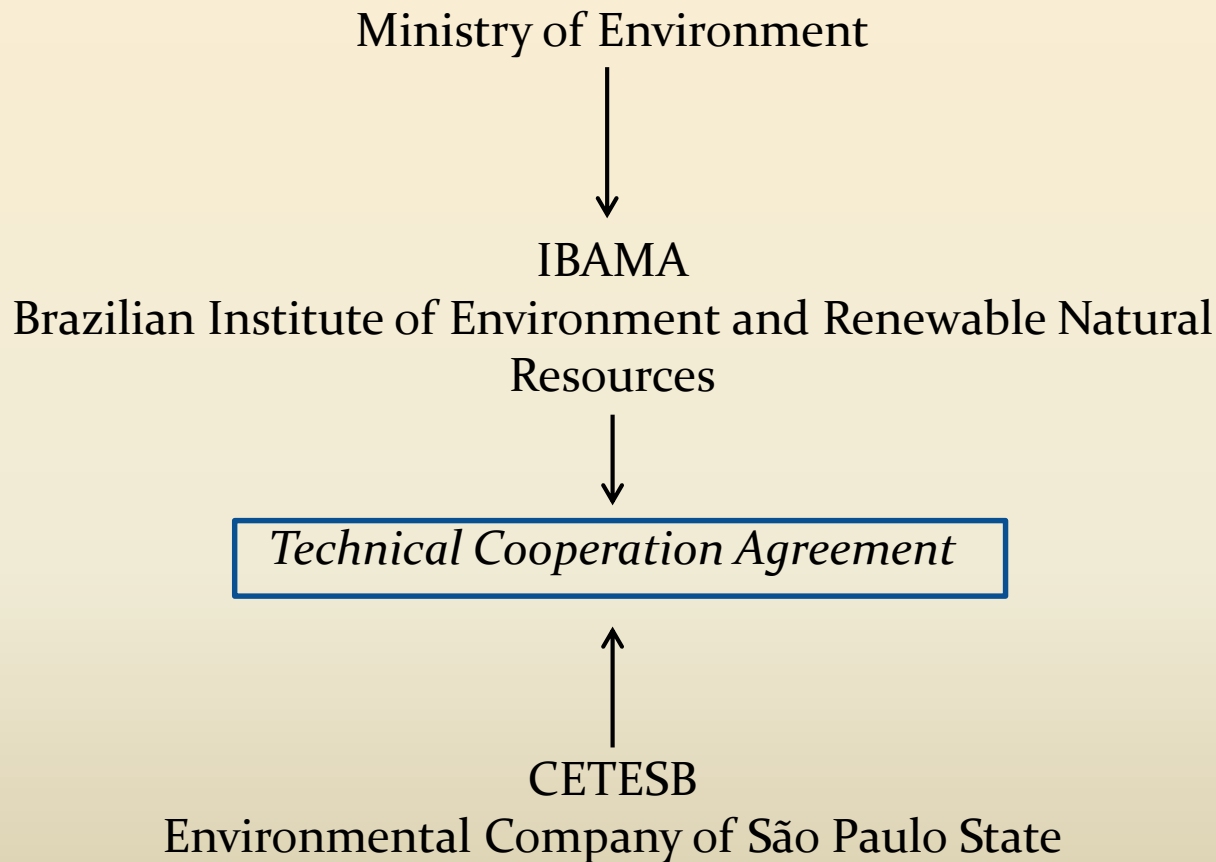 Ministry of Environment
IBAMA
Brazilian Institute of Environment and Renewable Natural
Resources
Technical Cooperation Agreement
CETESB
Environmental Company of São Paulo State